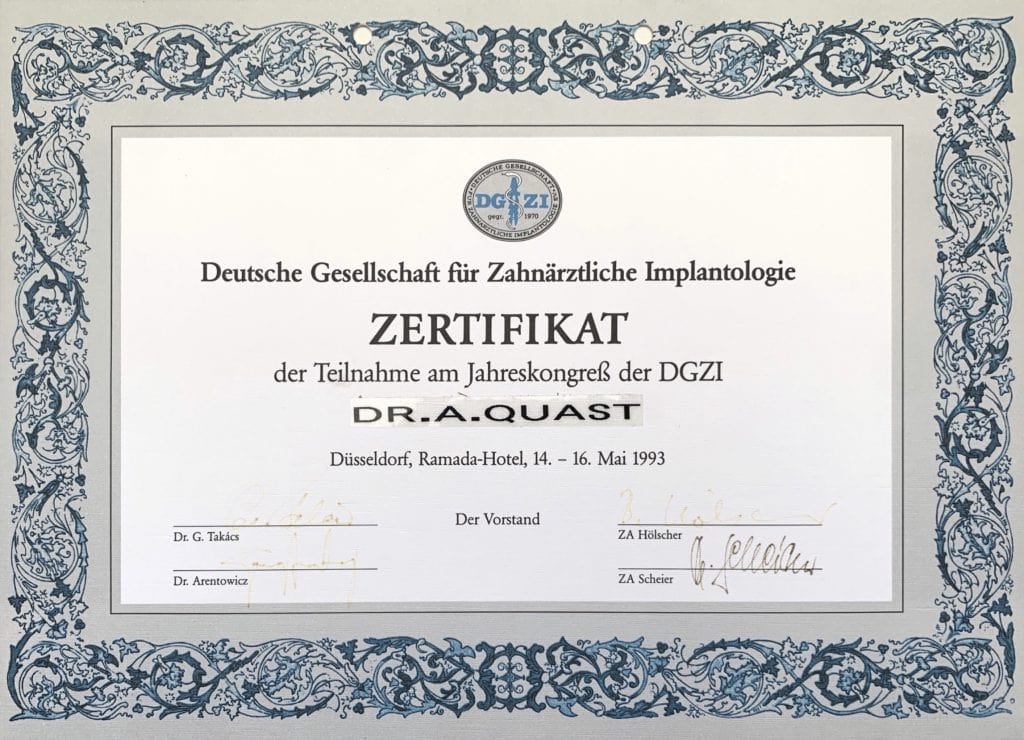 DEUTSCHE GESELLSCHAFT
FÜR ZAHNÄRZTLICHE IMPLANTOLOGIE EV
DGZI
gegr. 1970
Deutsche Gesellschaft für Zahnärztliche Implantologie
ZERTIFIKAT
der Teilnahme am Jahreskongreß der DGZI
DR.A.QUAST
Düsseldorf, Ramada-Hotel, 14. – 16. Mai 1993
Der Vorstand
Dr. G. Takács
ZA Hölscher
Dr. Arentowicz
ZA Scheier